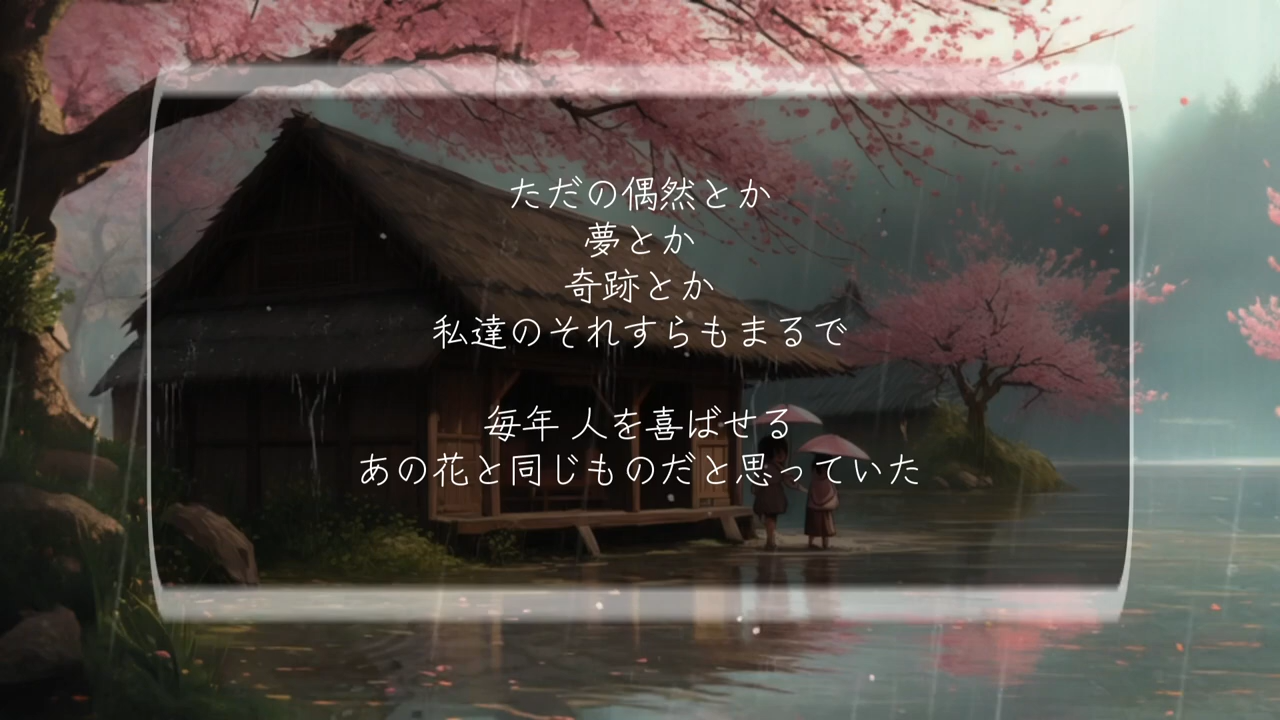 ただの偶然とか
夢とか
奇跡とか
私達のそれすらもまるで
毎年 人を喜ばせる
あの花と同じものだと思っていた